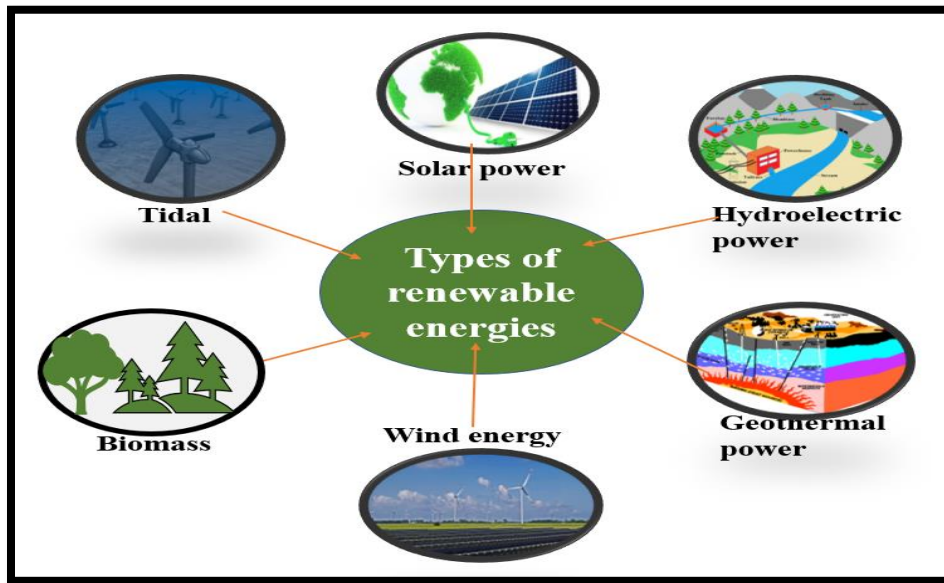 Solar power
Tidal
Hydroelectric
power
Types of
renewable
energies
Biomass
Wind energy
Geothermal
power